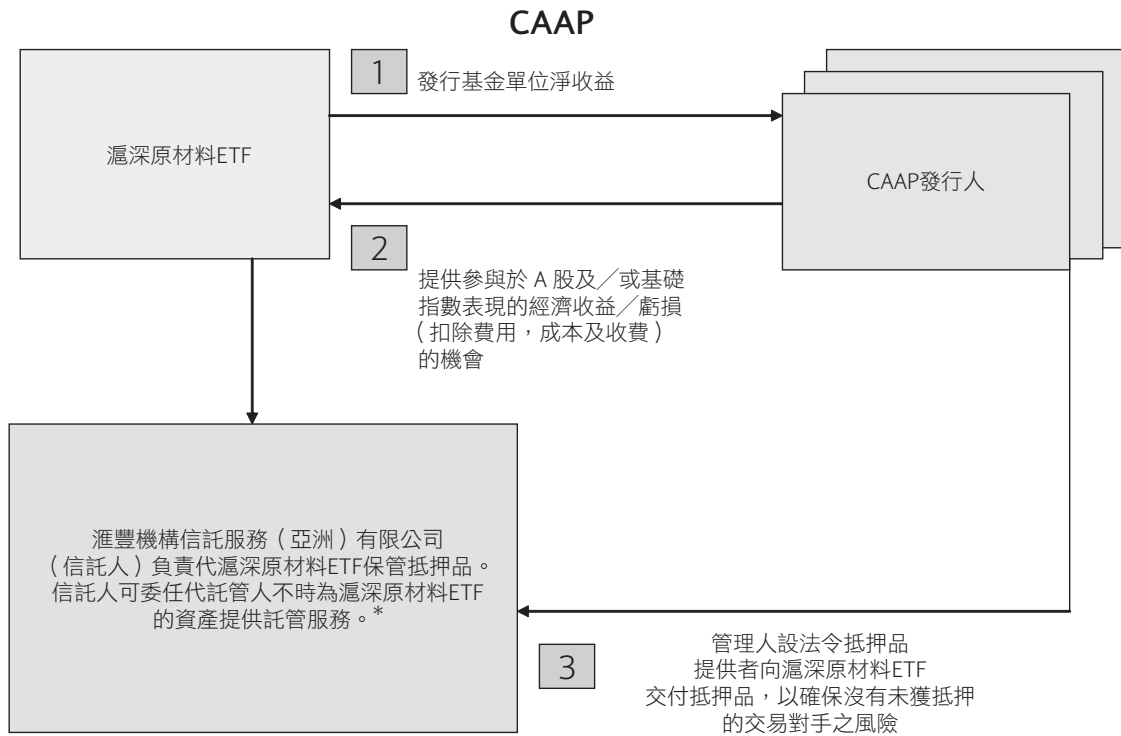 CAAP
1
發行基金單位淨收益
滬深原材料ETF
CAAP發行人
2
提供參與於 A 股及／或基礎
指數表現的經濟收益／虧損
（扣除費用，成本及收費）
的機會
滙豐機構信託服務（亞洲）有限公司
（信託人）負責代滬深原材料ETF保管抵押品。
信託人可委任代託管人不時為滬深原材料ETF
的資產提供託管服務。*
3
管理人設法令抵押品
提供者向滬深原材料ETF
交付抵押品，以確保沒有未獲抵押
的交易對手之風險